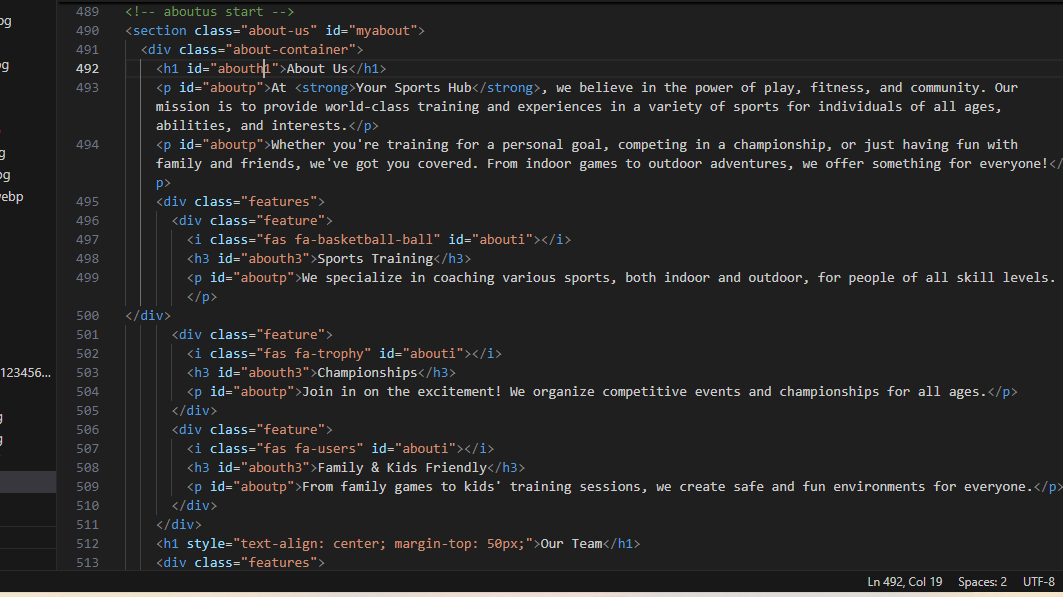 og
489 <!-- aboutus start -->
490 <section class="about-us" id="myabout">
491 <div class="about-container">
g
492 <h1 id="abouth1">About Us</h1>
493 <p id="aboutp">At <strong>Your Sports Hub</strong>, we believe in the power of play, fitness, and community. Our
mission is to provide world-class training and experiences in a variety of sports for individuals of all ages,
abilities, and interests.</p>
494 <p id="aboutp">Whether you're training for a personal goal, competing in a championship, or just having fun with
g
family and friends, we've got you covered. From indoor games to outdoor adventures, we offer something for everyone!</
og
p>
ebp
495 <div class="features">
496 <div class="feature">
497 <i class="fas fa-basketball-ball" id="abouti"></i>
498 <h3 id="abouth3">Sports Training</h3>
499 <p id="aboutp">We specialize in coaching various sports, both indoor and outdoor, for people of all skill levels.
</p>
500 </div>
501 <div class="feature">
502 <i class="fas fa-trophy" id="abouti"></i>
123456...
503 <h3 id="abouth3">Championships</h3>
504 <p id="aboutp">Join in on the excitement! We organize competitive events and championships for all ages.</p>
505 </div>
g
506 <div class="feature">
g
507 <i class="fas fa-users" id="abouti"></i>
508 <h3 id="abouth3">Family & Kids Friendly</h3>
509 <p id="aboutp">From family games to kids' training sessions, we create safe and fun environments for everyone.</p>
510 </div>
511 </div>
512 <h1 style="text-align: center; margin-top: 50px;">Our Team</h1>
513 <div class="features">
Ln 492, Col 19 Spaces: 2 UTF-8